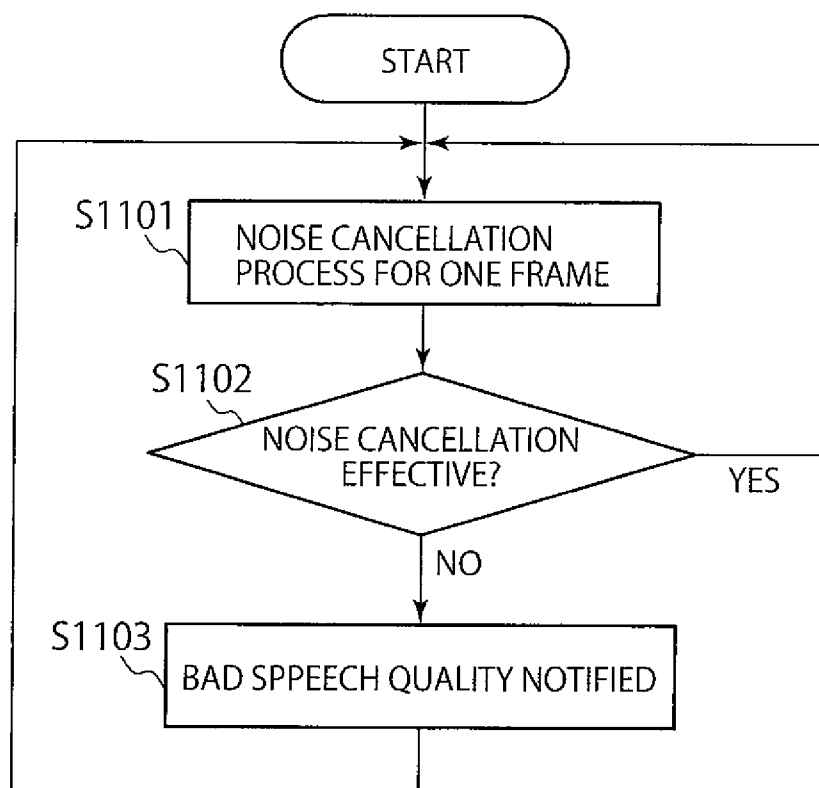 START
S1101
NOISE CANCELLATION
PROCESS FOR ONE FRAME
S1102
NOISE CANCELLATION
EFFECTIVE?
YES
NO
S1103
BAD SPPEECH QUALITY NOTIFIED